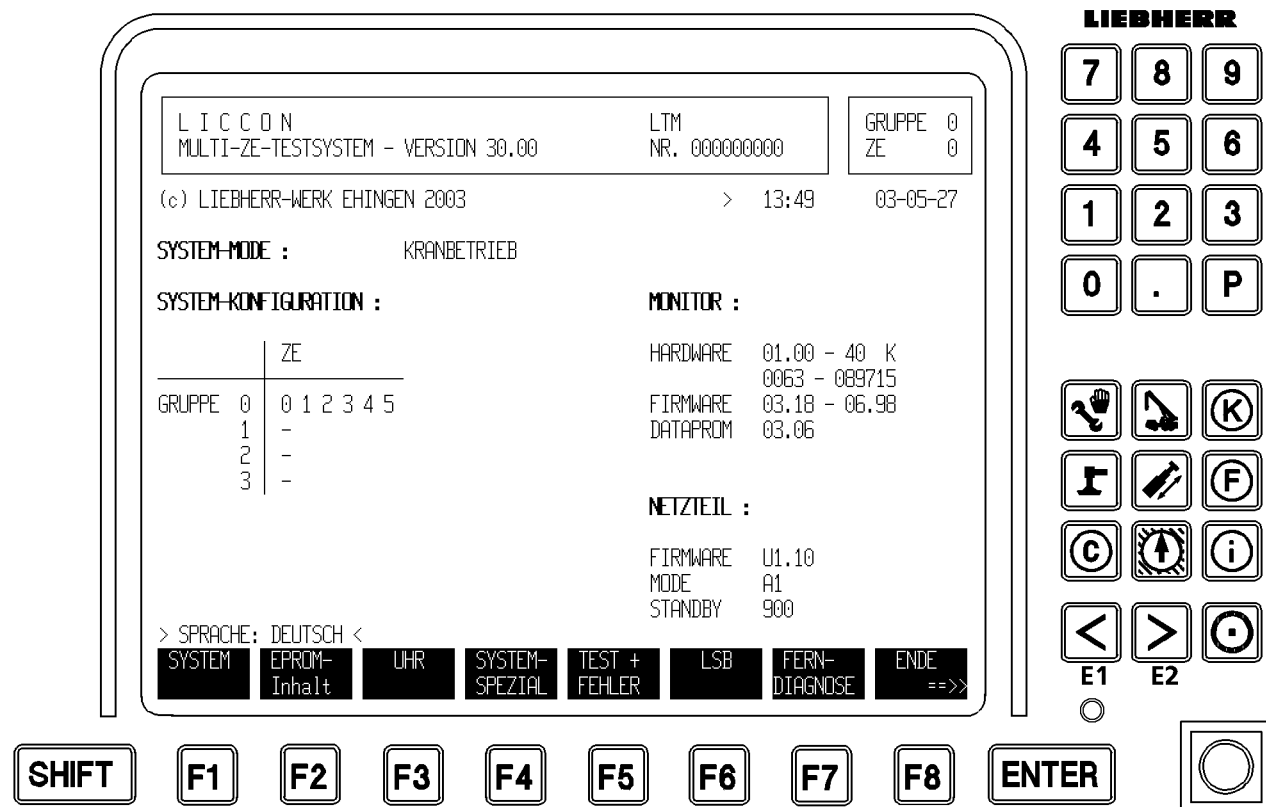 LIEBHERR
L I C C O N LTM GRUPPE 0
MULTI-ZE-TESTSYSTEM - VERSION 30.00 NR. 000000000 ZE 0
(c) LIEBHERR-WERK EHINGEN 2003 > 13:49 03-05-27
SYSTEM-MODE : KRANBETRIEB
SYSTEM-KONFIGURATION : MONITOR :
ZE HARDWARE 01.00 - 40 K
0063 - 089715
GRUPPE 0 0 1 2 3 4 5 FIRMWARE 03.18 - 06.98
1 - DATAPROM 03.06
2 -
3 -
NETZTEIL :
FIRMWARE U1.10
MODE A1
STANDBY 900
> SPRACHE: DEUTSCH <
SYSTEM EPROM- UHR SYSTEM- TEST + LSB FERN- ENDE
Inhalt SPEZIAL FEHLER DIAGNOSE ==>>
7 8 9
4 5 6
1 2 3
0 . P
K
F
C i
< >
E1 E2
SHIFT F1 F2 F3 F4 F5 F6 F7 F8 ENTER